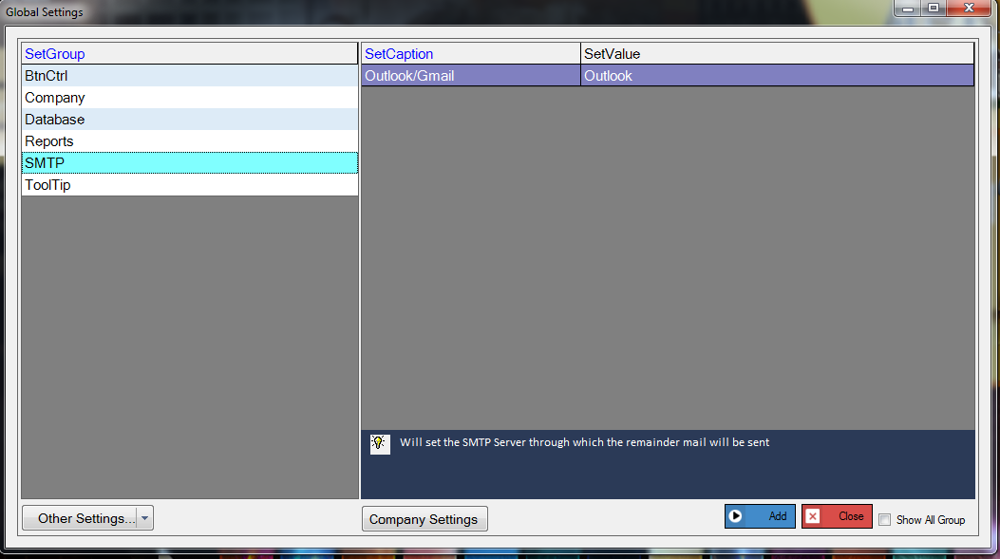 Global Settings
SetGroup
BtnCtrl
Company
Database
Reports
SMTP
ToolTip
SetCaption SetValue
Outlook/Gmail Outlook
Will set the SMTP Server through which the remainder mail will be sent
Other Settings...
Company Settings
Add
Close
Show All Group